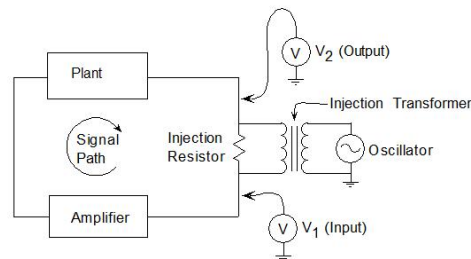 V
V2 (Output)
Plant
Injection Transformer
Signal
Path
Injection
Resistor
Oscillator
Amplifier
V
V1 (Input)